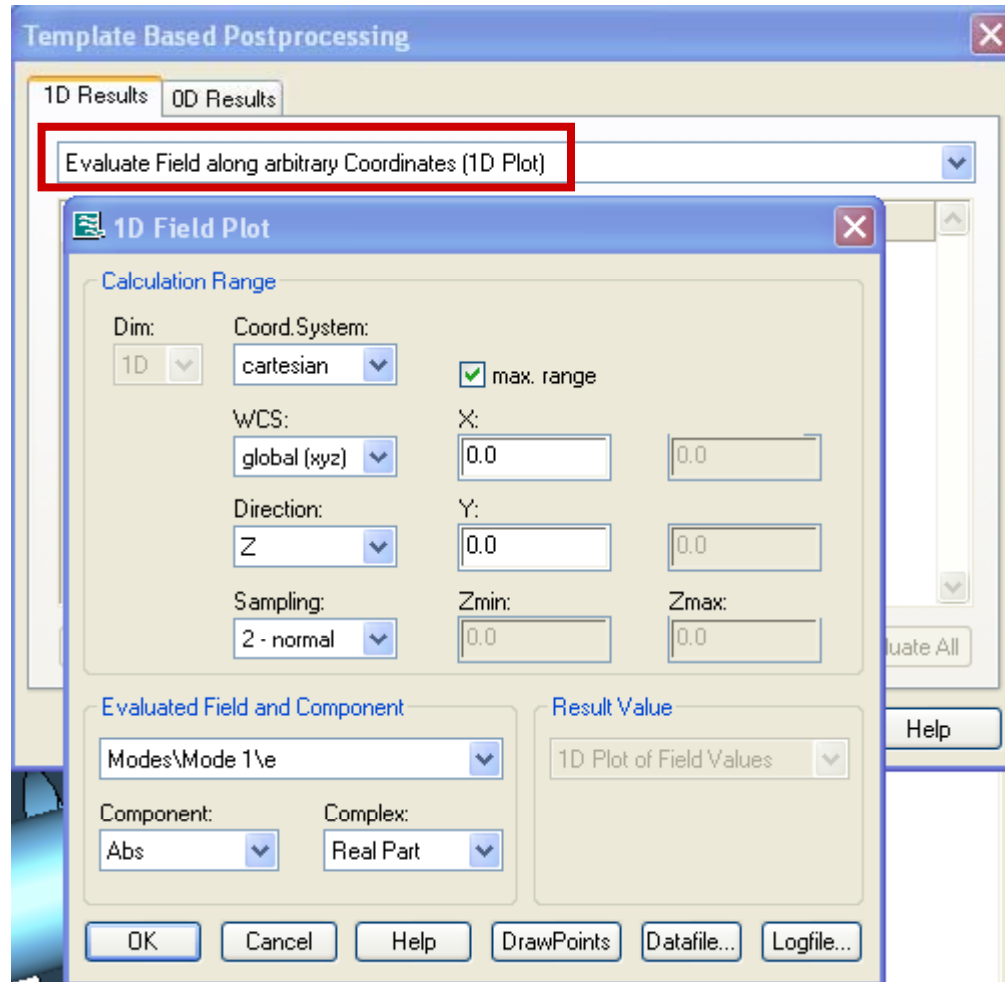 Template Based Postprocessing
1D Results 0D Results
Evaluate Field along arbitrary Coordinates (1D Plot)
1D Field Plot
Calculation Range
Dim: Coord.System:
1D cartesian max. range
WCS: X:
global (xyz) 0.0 0.0
Direction: Y:
Z 0.0 0.0
Sampling: Zmin: Zmax:
2 - normal 0.0 0.0
All
Evaluated Field and Component Result Value
Help
Modes\Mode 1\e 1D Plot of Field Values
Component: Complex:
Abs Real Part
OK Cancel Help DrawPoints Datafile... Logfile...